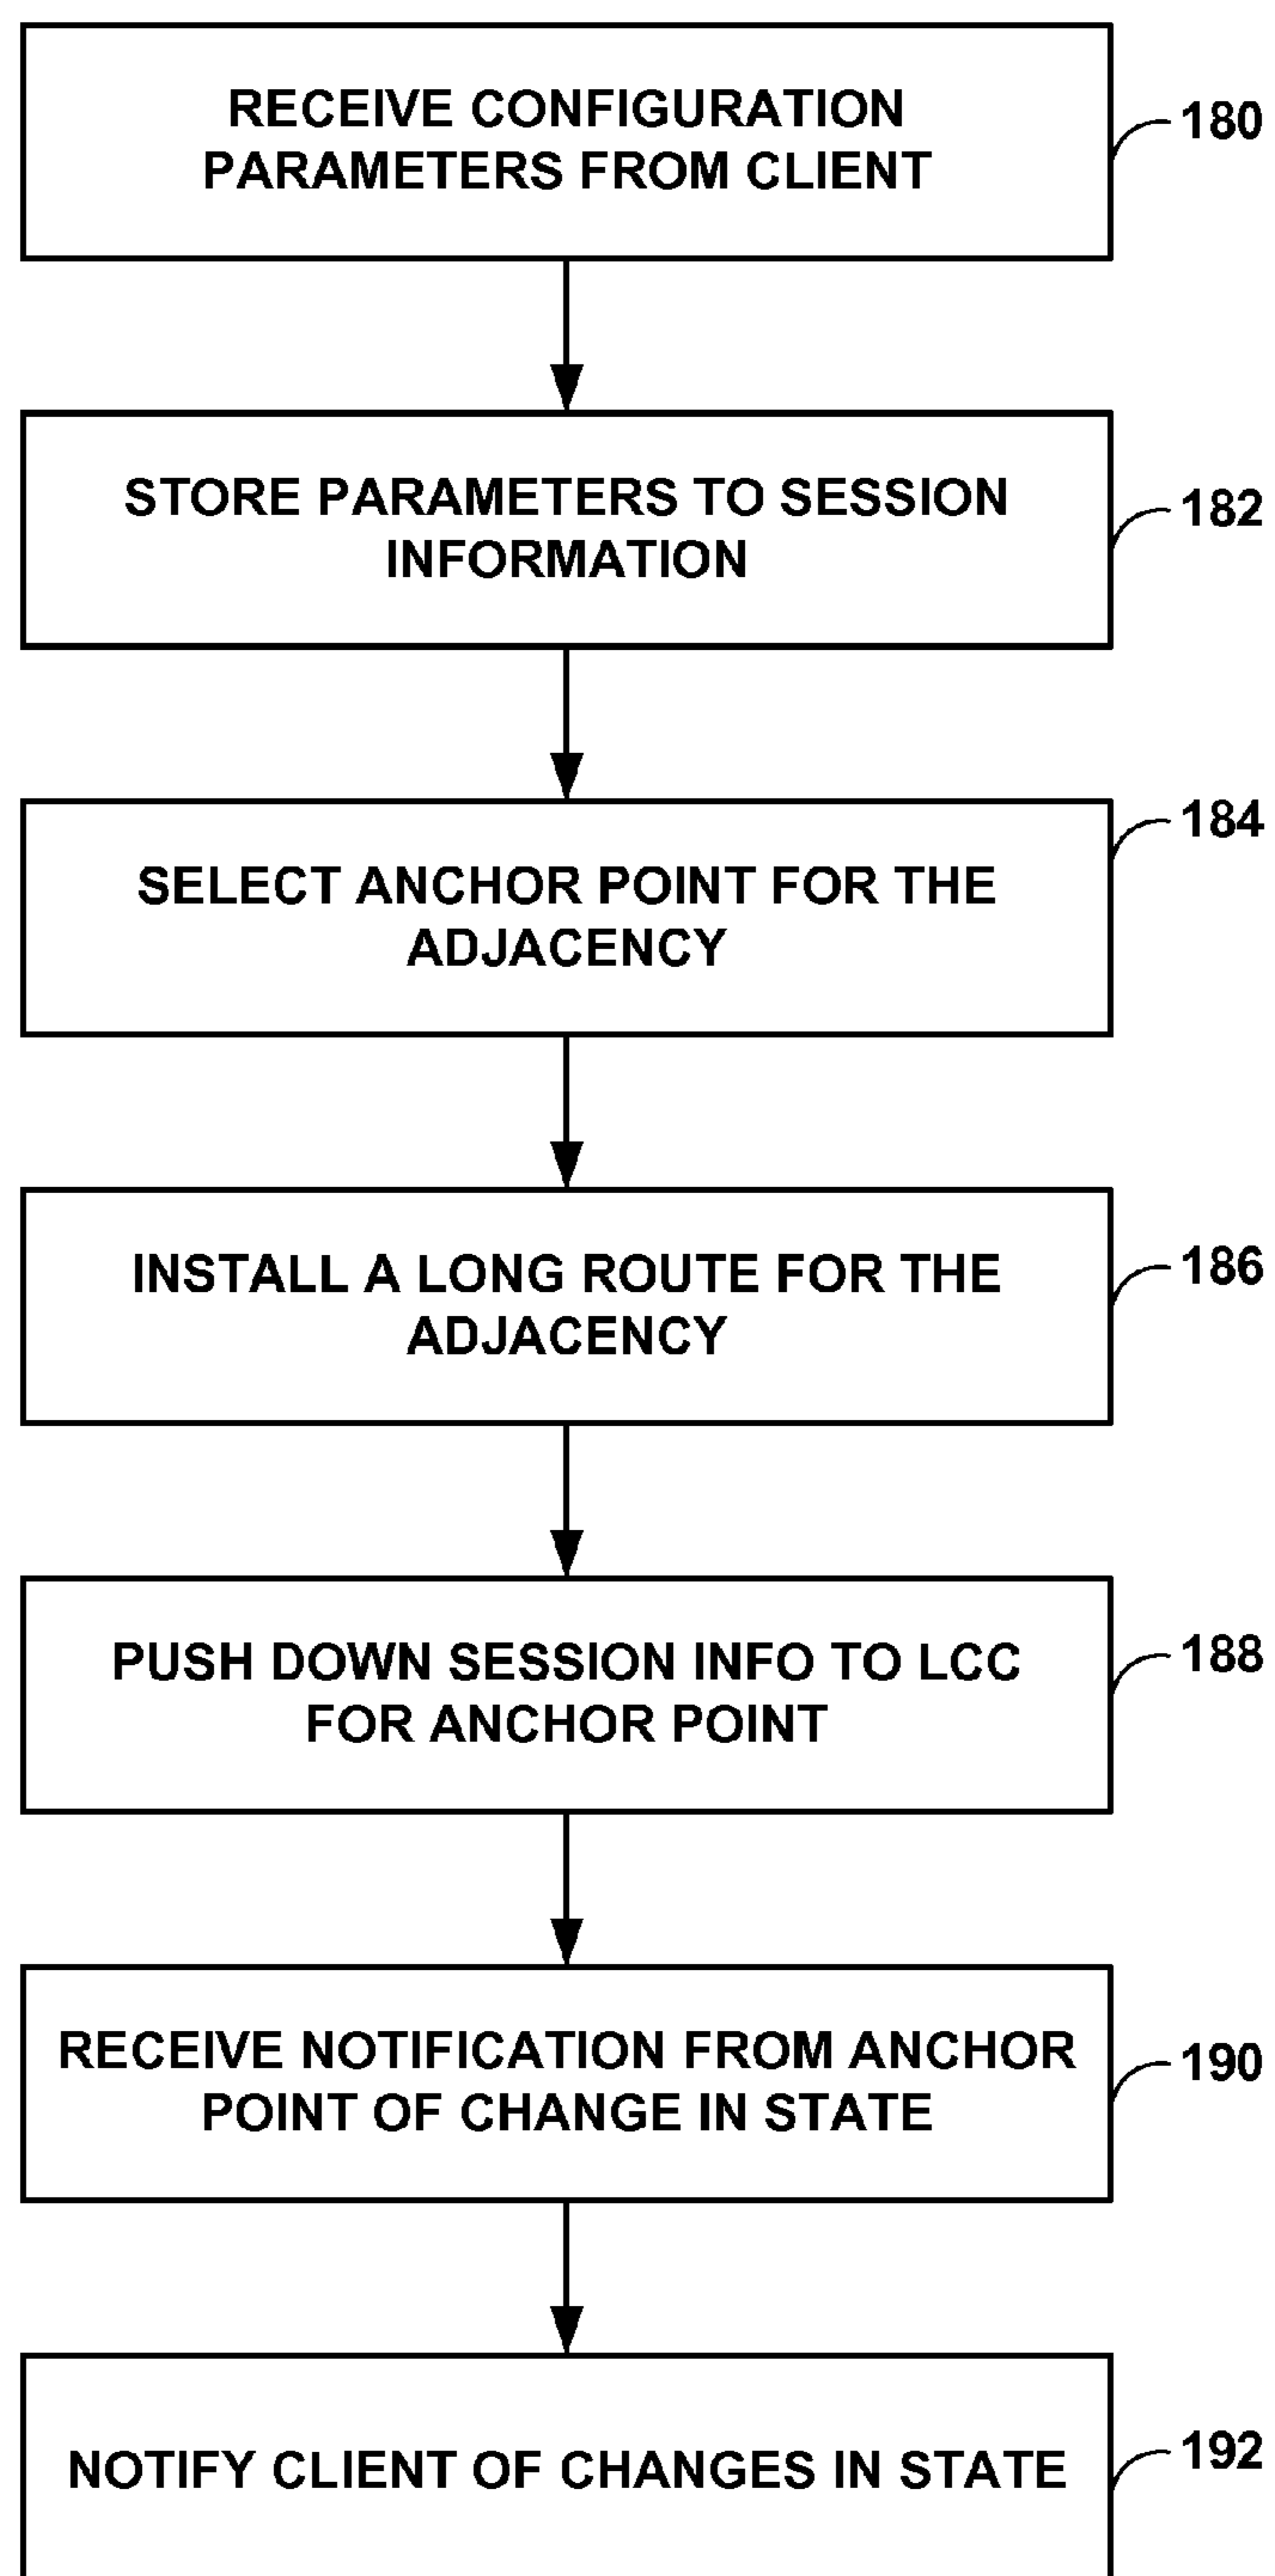 RECEIVE CONFIGURATION
PARAMETERS FROM CLIENT
180
STORE PARAMETERS TO SESSION
INFORMATION
182
SELECT ANCHOR POINT FOR THE
ADJACENCY
184
INSTALL A LONG ROUTE FOR THE
ADJACENCY
186
PUSH DOWN SESSION INFO TO LCC
FOR ANCHOR POINT
188
RECEIVE NOTIFICATION FROM ANCHOR
POINT OF CHANGE IN STATE
190
NOTIFY CLIENT OF CHANGES IN STATE
192